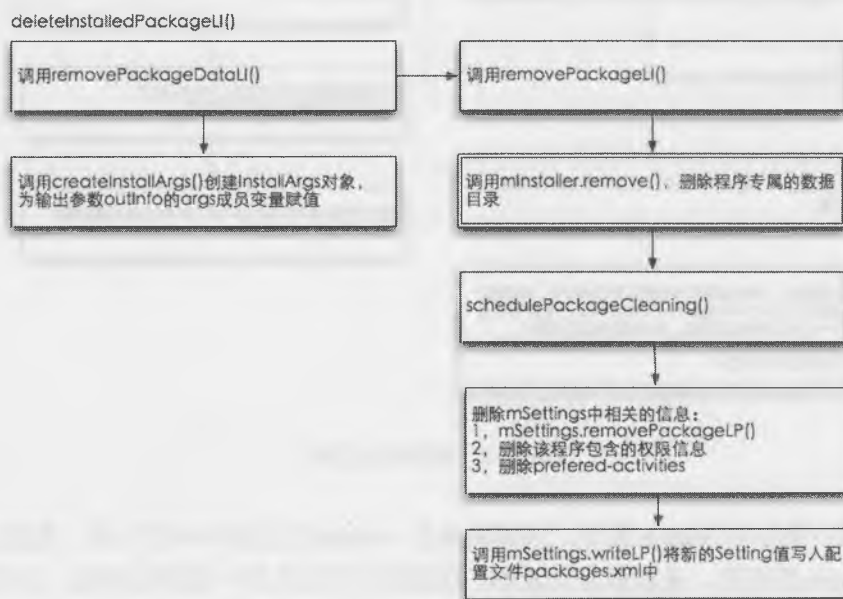 deleteInstalledPackageLI()
调用removePackageDataLI()
调用removePackageLI()
调用createInstallArgs()创建InstallArgs对象，
为输出参数outInfo的args成员变量赋值
调用mInstaller.remove()、删除程序专属的数据
目录
schedulePackageCleaning()
删除mSettings中相关的信息：
1，mSettings.removePackageLP()
2，删除该程序包含的权限信息
3，删除prefered-activities
调用mSettings.writeLP()将新的Setting值写人配
置文件packages.xml中